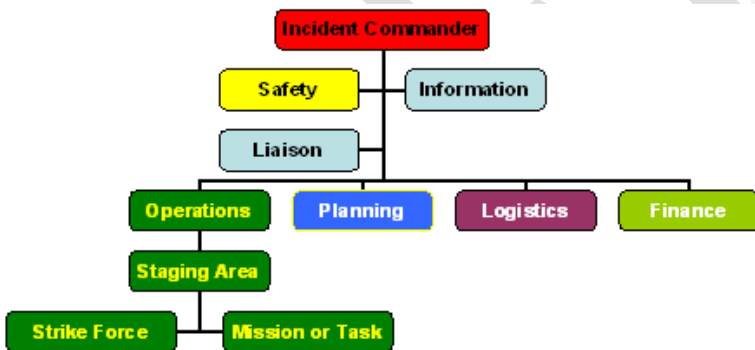 Incident Commander
Safety
Information
Liaison
Operations
Planning
Logistics
Finance
Staging Area
Strike Force
Mission or Task